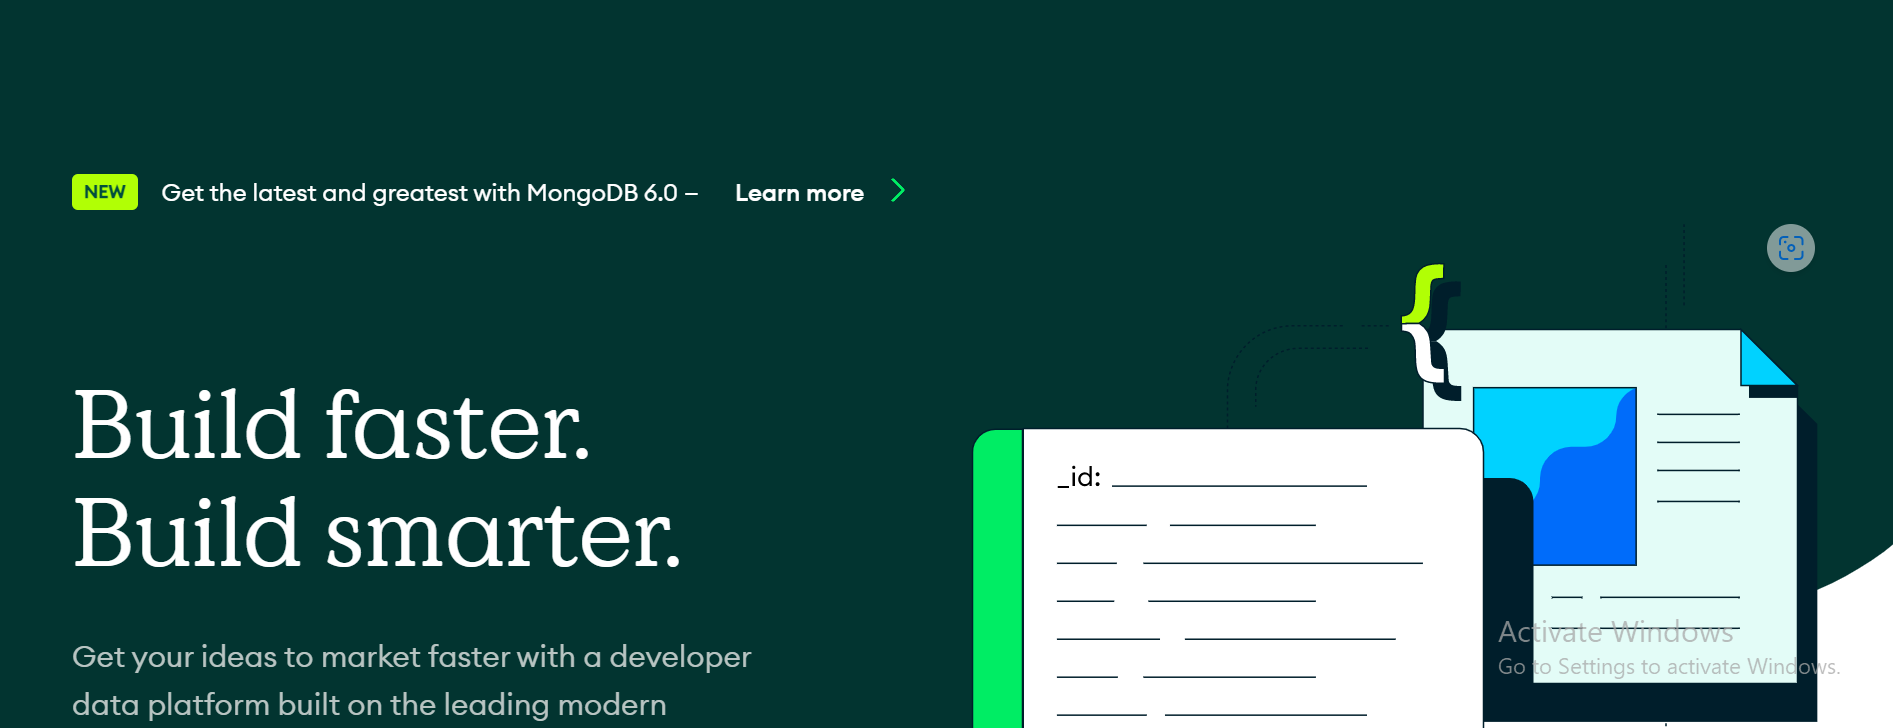 NEW Get the latest and greatest with MongoDB 6.0 – Learn more
Build faster.
Build smarter.
Get your ideas to market faster with a developer
data platform built on the leading modern
{
_id:
Activate Windows
Go to Settings to activate Windows.